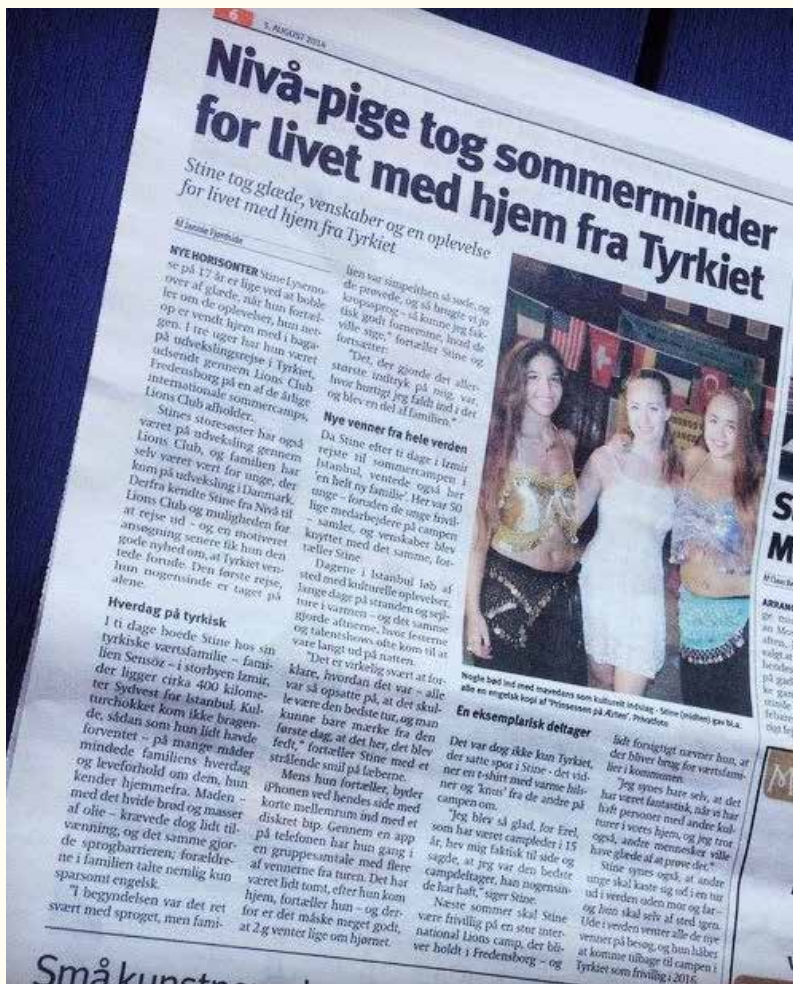 6
5. AUGUST 2014
Nivå-pige tog sommerminder
for livet med hjem fra Tyrkiet
Stine tog glæde, venskaber og en oplevelse
for livet med hjem fra Tyrkiet
Af Jannie
NYE HORISONTER Stine Lysemo-
se på 17 år er lige ved at boble
over af glæde, når hun fortæl-
ler om de oplevelser, hun net-
op er vendt hjem med i baga-
gen. I tre uger har hun været
på udvekslingsrejse i Tyrkiet,
udsendt gennem Lions Club
Fredensborg på en af de årlige
internationale sommercamps,
Lions Club afholder.
Stines storesøster har også
været på udveksling gennem
Lions Club, og familien har
selv været vært for unge, der
kom på udveksling i Danmark.
Derfra kendte Stine fra Nivå til
Lions Club og muligheden for
at rejse ud - og en motiveret
ansøgning senere fik hun den
gode nyhed om, at Tyrkiet ven-
tede forude. Den første rejse,
hun nogensinde er taget på
alene.
Hverdag på tyrkisk
I ti dage boede Stine hos sin
tyrkiske værtsfamilie – fami-
lien Sensöz – i storbyen Izmir,
der ligger cirka 400 kilome-
ter Sydvest for Istanbul. Kul-
turchokket kom ikke bragen-
de, sådan som hun lidt havde
forventet – på mange måder
mindede familiens hverdag
og leveforhold om dem, hun
kender hjemmefra. Maden –
med det hvide brød og masser
af olie – krævede dog lidt til-
vænning, og det samme gjor-
de sprogbarrieren; forældre-
ne i familien talte nemlig kun
sparsomt engelsk.
"I begyndelsen var det ret
svært med sproget, men fami-
lien var simpelthen så søde, og
de prøvede, og så brugte vi jo
kropssprog – så kunne jeg fak-
tisk godt fornemme, hvad de
ville sige," fortæller Stine og
fortsætter:
"Det, der gjorde det aller-
største indtryk på mig, var,
hvor hurtigt jeg faldt ind i det
og blev en del af familien."
Nye venner fra hele verden
Da Stine efter ti dage i Izmir
rejste til sommercampen i
Istanbul, ventede også her
'en helt ny familie'. Her var 50
unge – foruden de unge frivil-
lige medarbejdere på campen
– samlet, og venskaber blev
knyttet med det samme, for-
tæller Stine.
Dagene i Istanbul løb af
sted med kulturelle oplevelser,
lange dage på stranden og sejl-
ture i varmen – og det samme
gjorde aftnerne, hvor festerne
og talentshows ofte kom til at
vare langt ud på natten.
"Det er virkelig svært at for-
klare, hvordan det var – alle
var så opsatte på, at det skul-
le være den bedste tur, og man
kunne bare mærke fra den
første dag, at det her, det blev
fedt," fortæller Stine med et
strålende smil på læberne.
Mens hun fortæller, byder
iPhonen ved hendes side med
korte mellemrum ind med et
diskret bip. Gennem en app
på telefonen har hun gang i
en gruppesamtale med flere
af vennerne fra turen. Det har
været lidt tomt, efter hun kom
hjem, fortæller hun – og der-
for er det måske meget godt,
at 2.g venter lige om hjørnet.
Nogle bød ind med mavedans som kulturelt indslag - Stine (midten) gav bl.a.
alle en engelsk kopi af 'Prinsessen på Ærten'. Privatfoto
En eksemplarisk deltager
Det var dog ikke kun Tyrkiet,
der satte spor i Stine - det vid-
ner en t-shirt med varme hils-
ner og 'knus' fra de andre på
campen om.
"Jeg blev så glad, for Erel,
som har været campleder i 15
år, hev mig faktisk til side og
sagde, at jeg var den bedste
campdeltager, han nogensin-
de har haft," siger Stine.
Næste sommer skal Stine
være frivillig på en stor inter-
national Lions camp, der bli-
ver holdt i Fredensborg – og
lidt forsigtigt nævner hun, at
der bliver brug for værtsfami-
lier i kommunen.
"Jeg synes bare selv, at det
har været fantastisk, når vi har
haft personer med andre kul-
turer i vores hjem, og jeg tror
også, andre mennesker ville
have glæde af at prøve det."
Stine synes også, at andre
unge skal kaste sig ud i en tur
ud i verden uden mor og far –
og hun skal selv af sted igen.
Ude i verden venter alle de nye
venner på besøg, og hun håber
at komme tilbage til campen i
Tyrkiet som frivillig i 2015.
S
M
ARRAN
M
Små